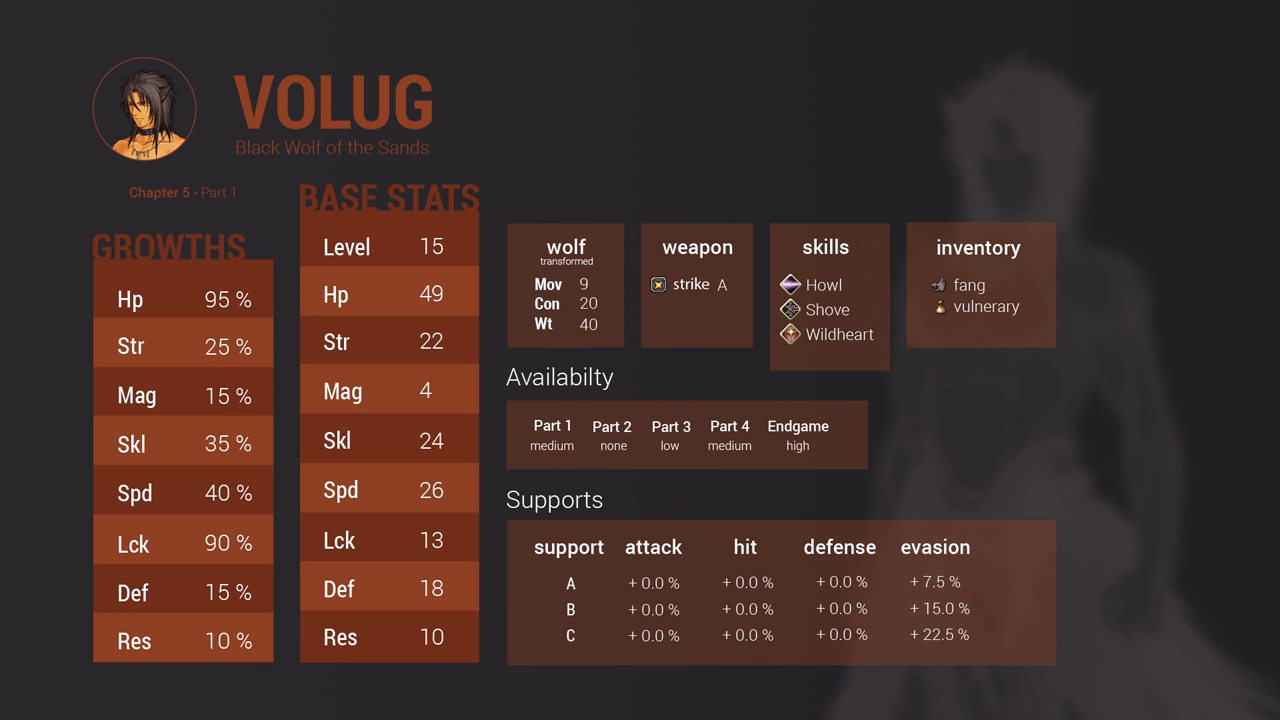 VOLUG
Black Wolf of the Sands
Chapter 5 - Part 1
GROWTHS
Hp 95 %
Str 25 %
Mag 15 %
Skl 35 %
Spd 40 %
Lck 90 %
Def 15 %
Res 10 %
BASE STATS
Level 15
Hp 49
Str 22
Mag 4
Skl 24
Spd 26
Lck 13
Def 18
Res 10
wolf
transformed
Mov 9
Con 20
Wt 40
weapon
strike A
skills
Howl
Shove
Wildheart
inventory
fang
vulnerary
Availabilty
Part 1 Part 2 Part 3 Part 4 Endgame
medium none low medium high
Supports
support attack hit defense evasion
A + 0.0 % + 0.0 % + 0.0 % + 7.5 %
B + 0.0 % + 0.0 % + 0.0 % + 15.0 %
C + 0.0 % + 0.0 % + 0.0 % + 22.5 %